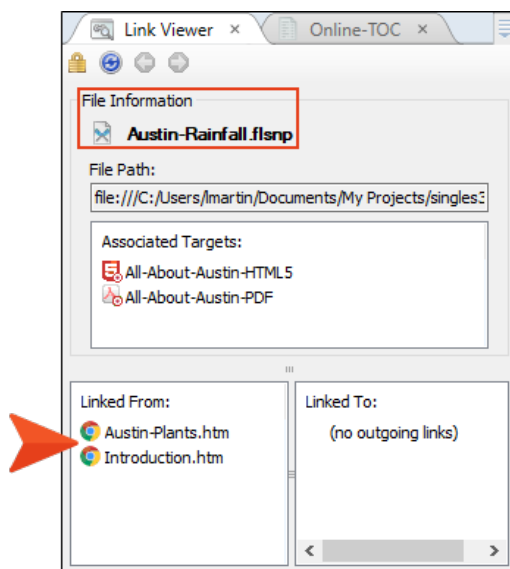 Link Viewer × Online-TOC ×
File Information
Austin-Rainfall.flsnp
File Path:
file:///C:/Users/lmartin/Documents/My Projects/singles3
Associated Targets:
All-About-Austin-HTML5
All-About-Austin-PDF
Linked From:
Austin-Plants.htm
Introduction.htm
Linked To:
(no outgoing links)